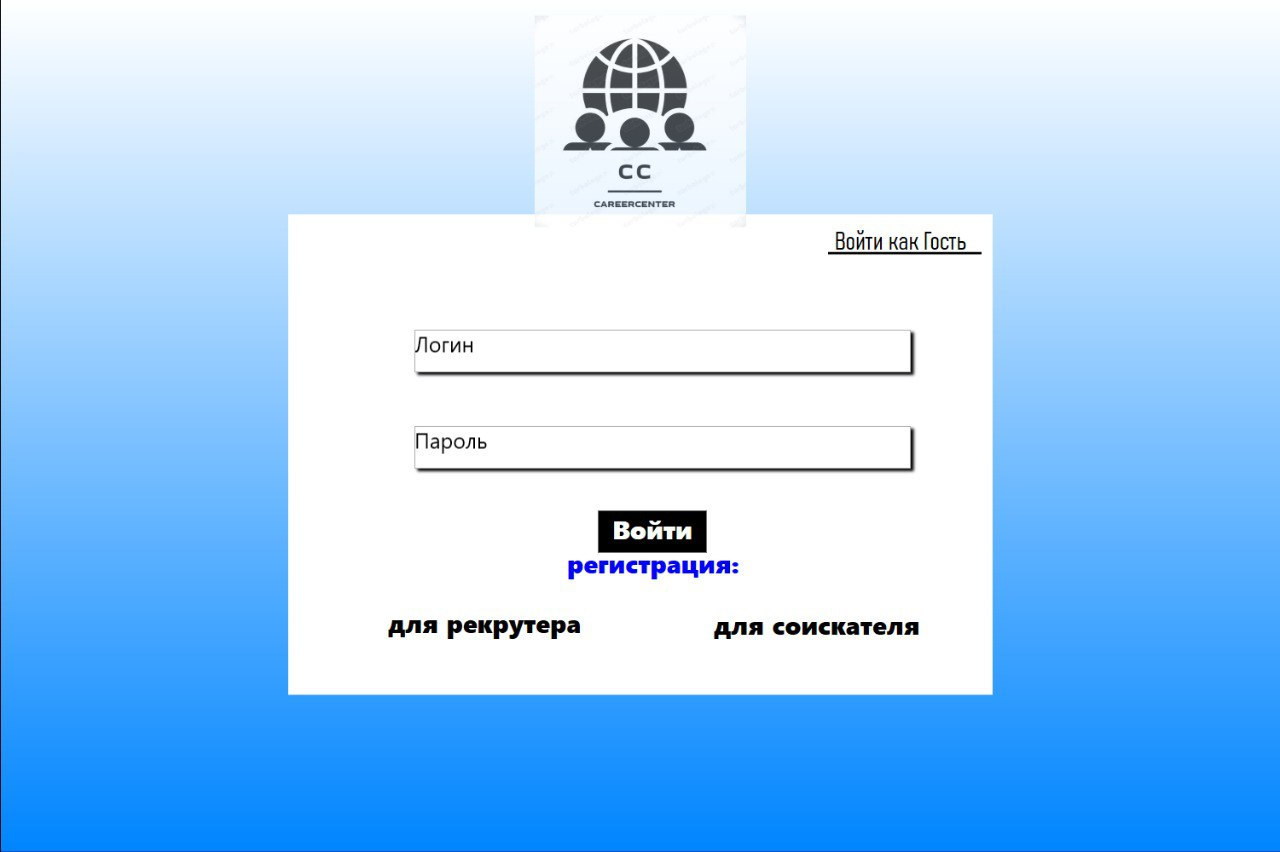 CC
CAREERCENTER
Войти как Гость
Логин
Пароль
Войти
регистрация:
для рекрутера
для соискателя